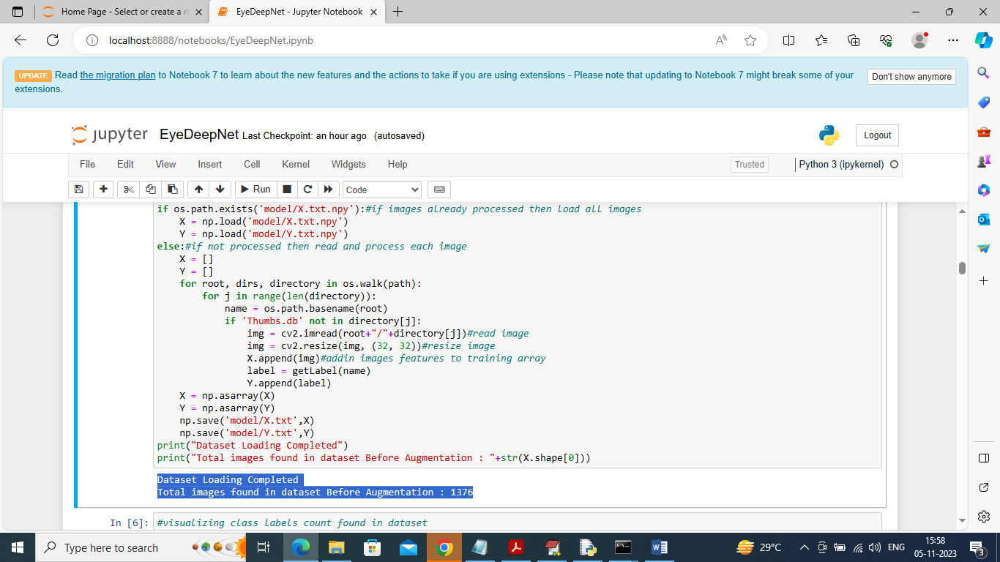 Home Page - Select or create a n
EyeDeepNet - Jupyter Notebook
localhost:8888/notebooks/EyeDeepNet.ipynb
UPDATE Read the migration plan to Notebook 7 to learn about the new features and the actions to take if you are using extensions - Please note that updating to Notebook 7 might break some of your
extensions.
Don't show anymore
jupyter EyeDeepNet Last Checkpoint: an hour ago (autosaved)
Logout
File Edit View Insert Cell Kernel Widgets Help
Trusted
Python 3 (ipykernel)
Run
Code
if os.path.exists('model/X.txt.npy'):#if images already processed then load all images
    X = np.load('model/X.txt.npy')
    Y = np.load('model/Y.txt.npy')
else:#if not processed then read and process each image
    X = []
    Y = []
    for root, dirs, directory in os.walk(path):
        for j in range(len(directory)):
            name = os.path.basename(root)
            if 'Thumbs.db' not in directory[j]:
                img = cv2.imread(root+"/"+directory[j])#read image
                img = cv2.resize(img, (32, 32))#resize image
                X.append(img)#addin images features to training array
                label = getLabel(name)
                Y.append(label)
    X = np.asarray(X)
    Y = np.asarray(Y)
    np.save('model/X.txt',X)
    np.save('model/Y.txt',Y)
print("Dataset Loading Completed")
print("Total images found in dataset Before Augmentation : "+str(X.shape[0]))
Dataset Loading Completed
Total images found in dataset Before Augmentation : 1376
In [6]: #visualizing class labels count found in dataset
Type here to search
29°C
ENG
15:58
05-11-2023
3